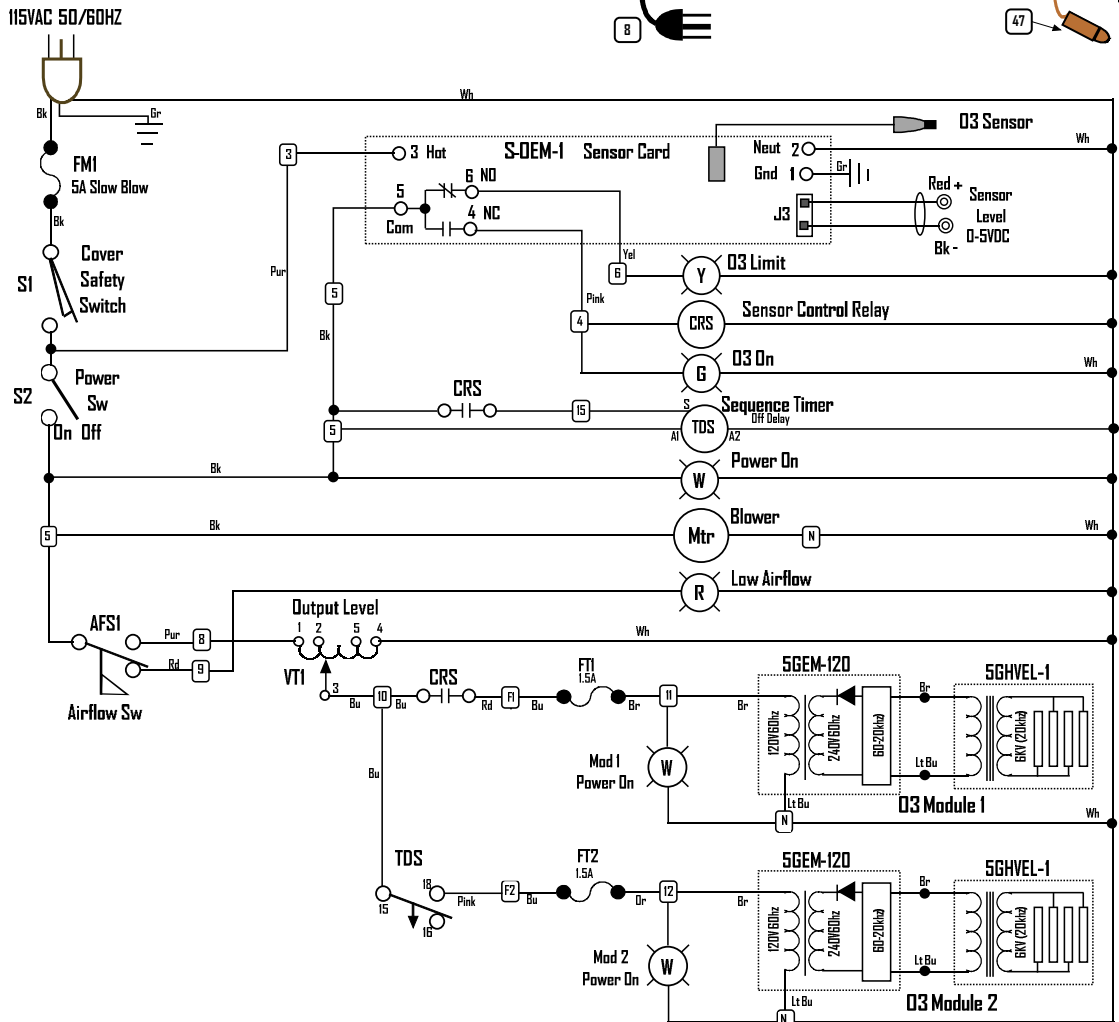 115VAC 50/60HZ
8
47
Wh
Bk
Gr
FM1
5A Slow Blow
Bk
3
3 Hot
S-OEM-1 Sensor Card
O3 Sensor
Neut 2
Wh
Gnd 1
Gr
6 NO
5
Com
4 NC
J3
Red +
Sensor
Level
0-5VDC
Bk -
S1
Cover
Safety
Switch
Pur
5
Bk
Yel
6
Y
O3 Limit
Pink
4
CRS
Sensor Control Relay
G
O3 On
Wh
S2
Power
Sw
On Off
CRS
15
S
Sequence Timer
Off Delay
5
A1
TDS
A2
Bk
W
Power On
5
Bk
Mtr
Blower
N
Wh
R
Low Airflow
AFS1
Pur
8
Rd
9
Airflow Sw
Output Level
1 2 5 4
Wh
VT1
3
Bu
10
Bu
CRS
Rd
F1
Bu
FT1
1.5A
Br
11
Br
5GEM-120
120V60hz
240V60hz
60-20khz
Br
Lt Bu
5GHVEL-1
6KV (20khz)
Mod 1
Power On
W
Lt Bu
N
O3 Module 1
Wh
Bu
TDS
15
18
16
Pink
F2
Bu
FT2
1.5A
Or
12
Br
5GEM-120
120V60hz
240V60hz
60-20khz
Br
Lt Bu
5GHVEL-1
6KV (20khz)
Mod 2
Power On
W
Lt Bu
N
O3 Module 2